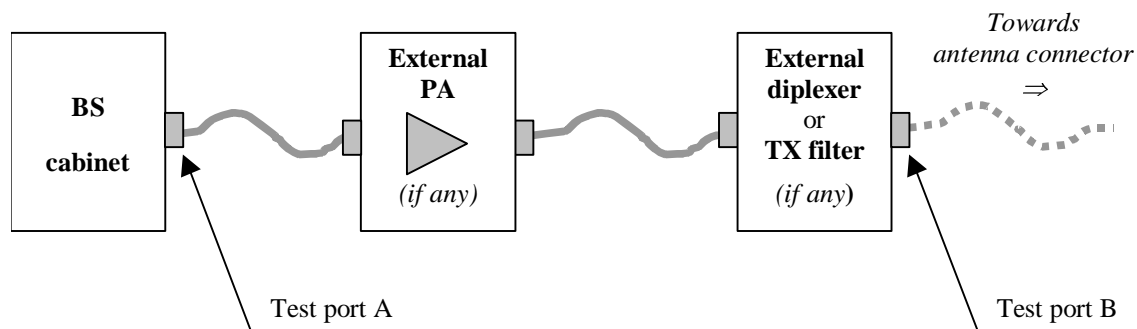 BS
cabinet
External
PA
(if any)
External
diplexer
or
TX filter
(if any)
Towards
antenna connector
⇒
Test port A
Test port B